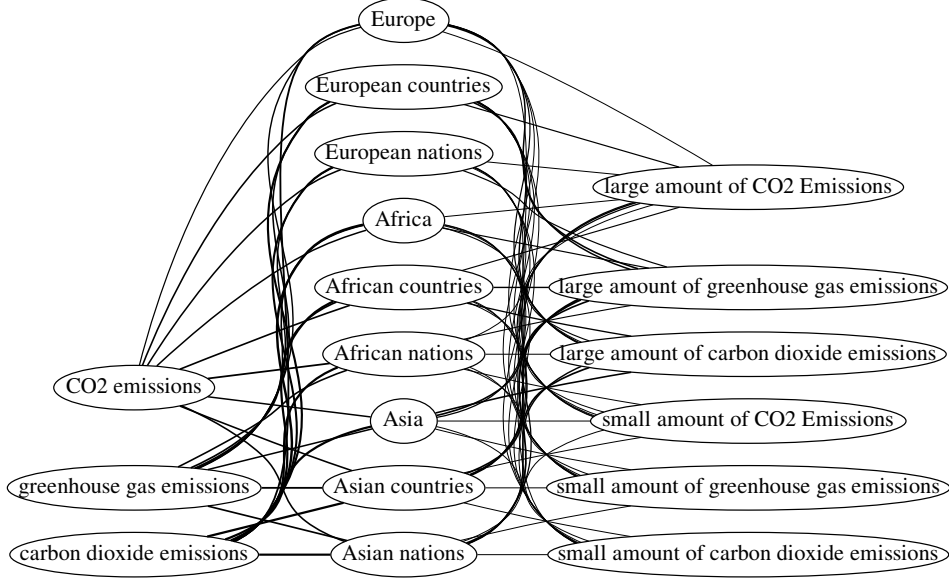 Europe
European countries
European nations
large amount of CO2 Emissions
Africa
African countries
large amount of greenhouse gas emissions
African nations
large amount of carbon dioxide emissions
CO2 emissions
Asia
small amount of CO2 Emissions
greenhouse gas emissions
Asian countries
small amount of greenhouse gas emissions
carbon dioxide emissions
Asian nations
small amount of carbon dioxide emissions